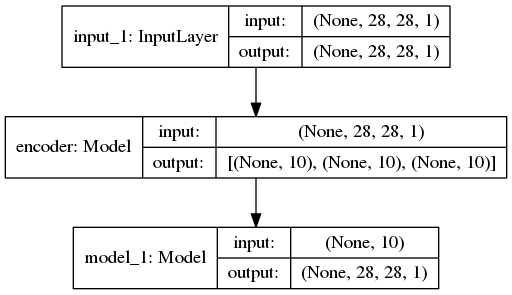 input_1: InputLayer
input: (None, 28, 28, 1)
output: (None, 28, 28, 1)
encoder: Model
input: (None, 28, 28, 1)
output: [(None, 10), (None, 10), (None, 10)]
model_1: Model
input: (None, 10)
output: (None, 28, 28, 1)